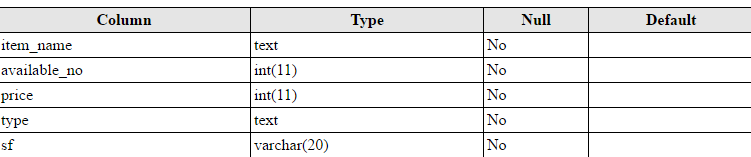 Column Type Null Default
item_name text No
available_no int(11) No
price int(11) No
type text No
sf varchar(20) No